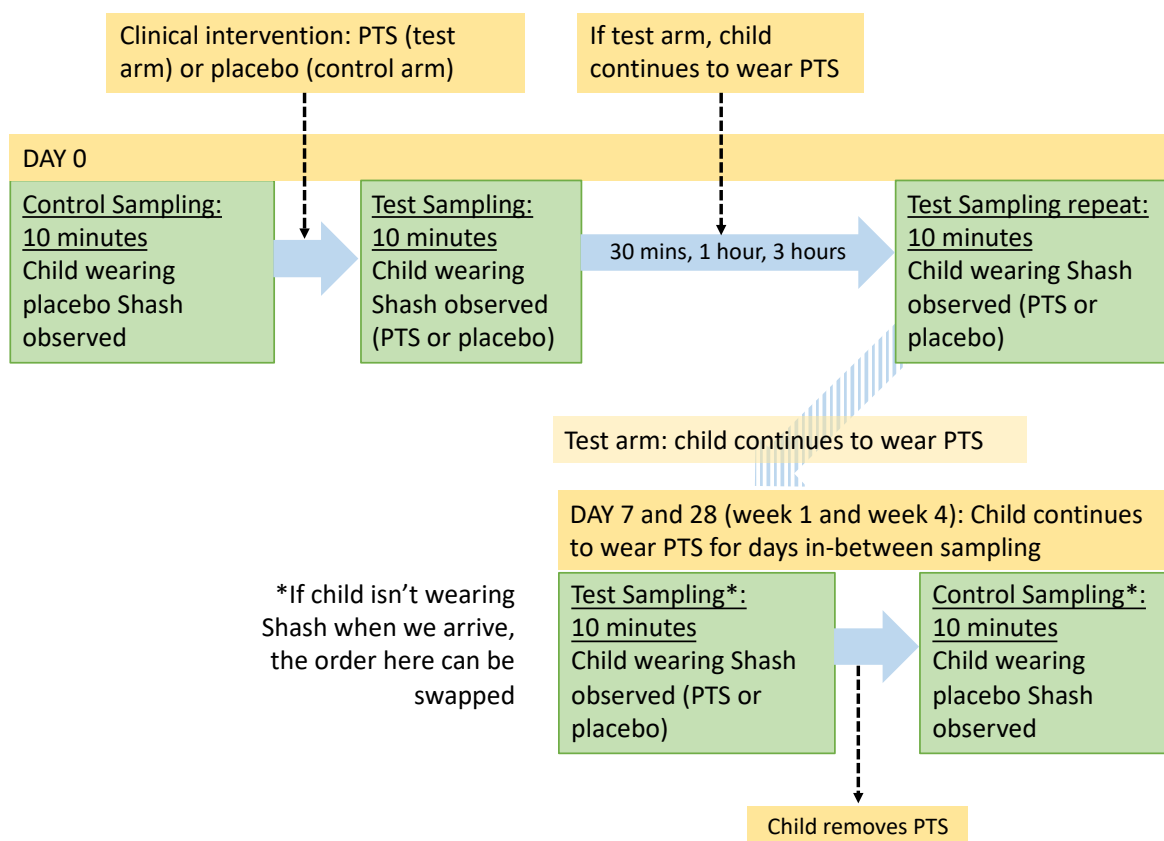 Clinical intervention: PTS (test
arm) or placebo (control arm)
If test arm, child
continues to wear PTS
DAY 0
Control Sampling:
10 minutes
Child wearing
placebo Shash
observed
Test Sampling:
10 minutes
Child wearing
Shash observed
(PTS or placebo)
30 mins, 1 hour, 3 hours
Test Sampling repeat:
10 minutes
Child wearing Shash
observed (PTS or
placebo)
Test arm: child continues to wear PTS
DAY 7 and 28 (week 1 and week 4): Child continues
to wear PTS for days in-between sampling
*If child isn’t wearing
Shash when we arrive,
the order here can be
swapped
Test Sampling*:
10 minutes
Child wearing Shash
observed (PTS or
placebo)
Control Sampling*:
10 minutes
Child wearing
placebo Shash
observed
Child removes PTS